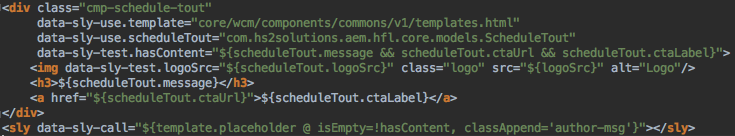 <div class="cmp-schedule-tout"
data-sly-use.template="core/wcm/components/commons/v1/templates.html"
data-sly-use.scheduleTout="com.hs2solutions.aem.hfl.core.models.ScheduleTout"
data-sly-test.hasContent="${scheduleTout.message && scheduleTout.ctaUrl && scheduleTout.ctaLabel}">
<img data-sly-test.logoSrc="${scheduleTout.logoSrc}" class="logo" src="${logoSrc}" alt="Logo"/>
<h3>${scheduleTout.message}</h3>
<a href="${scheduleTout.ctaUrl}">${scheduleTout.ctaLabel}</a>
</div>
<sly data-sly-call="${template.placeholder @ isEmpty=!hasContent, classAppend='author-msg'}"></sly>